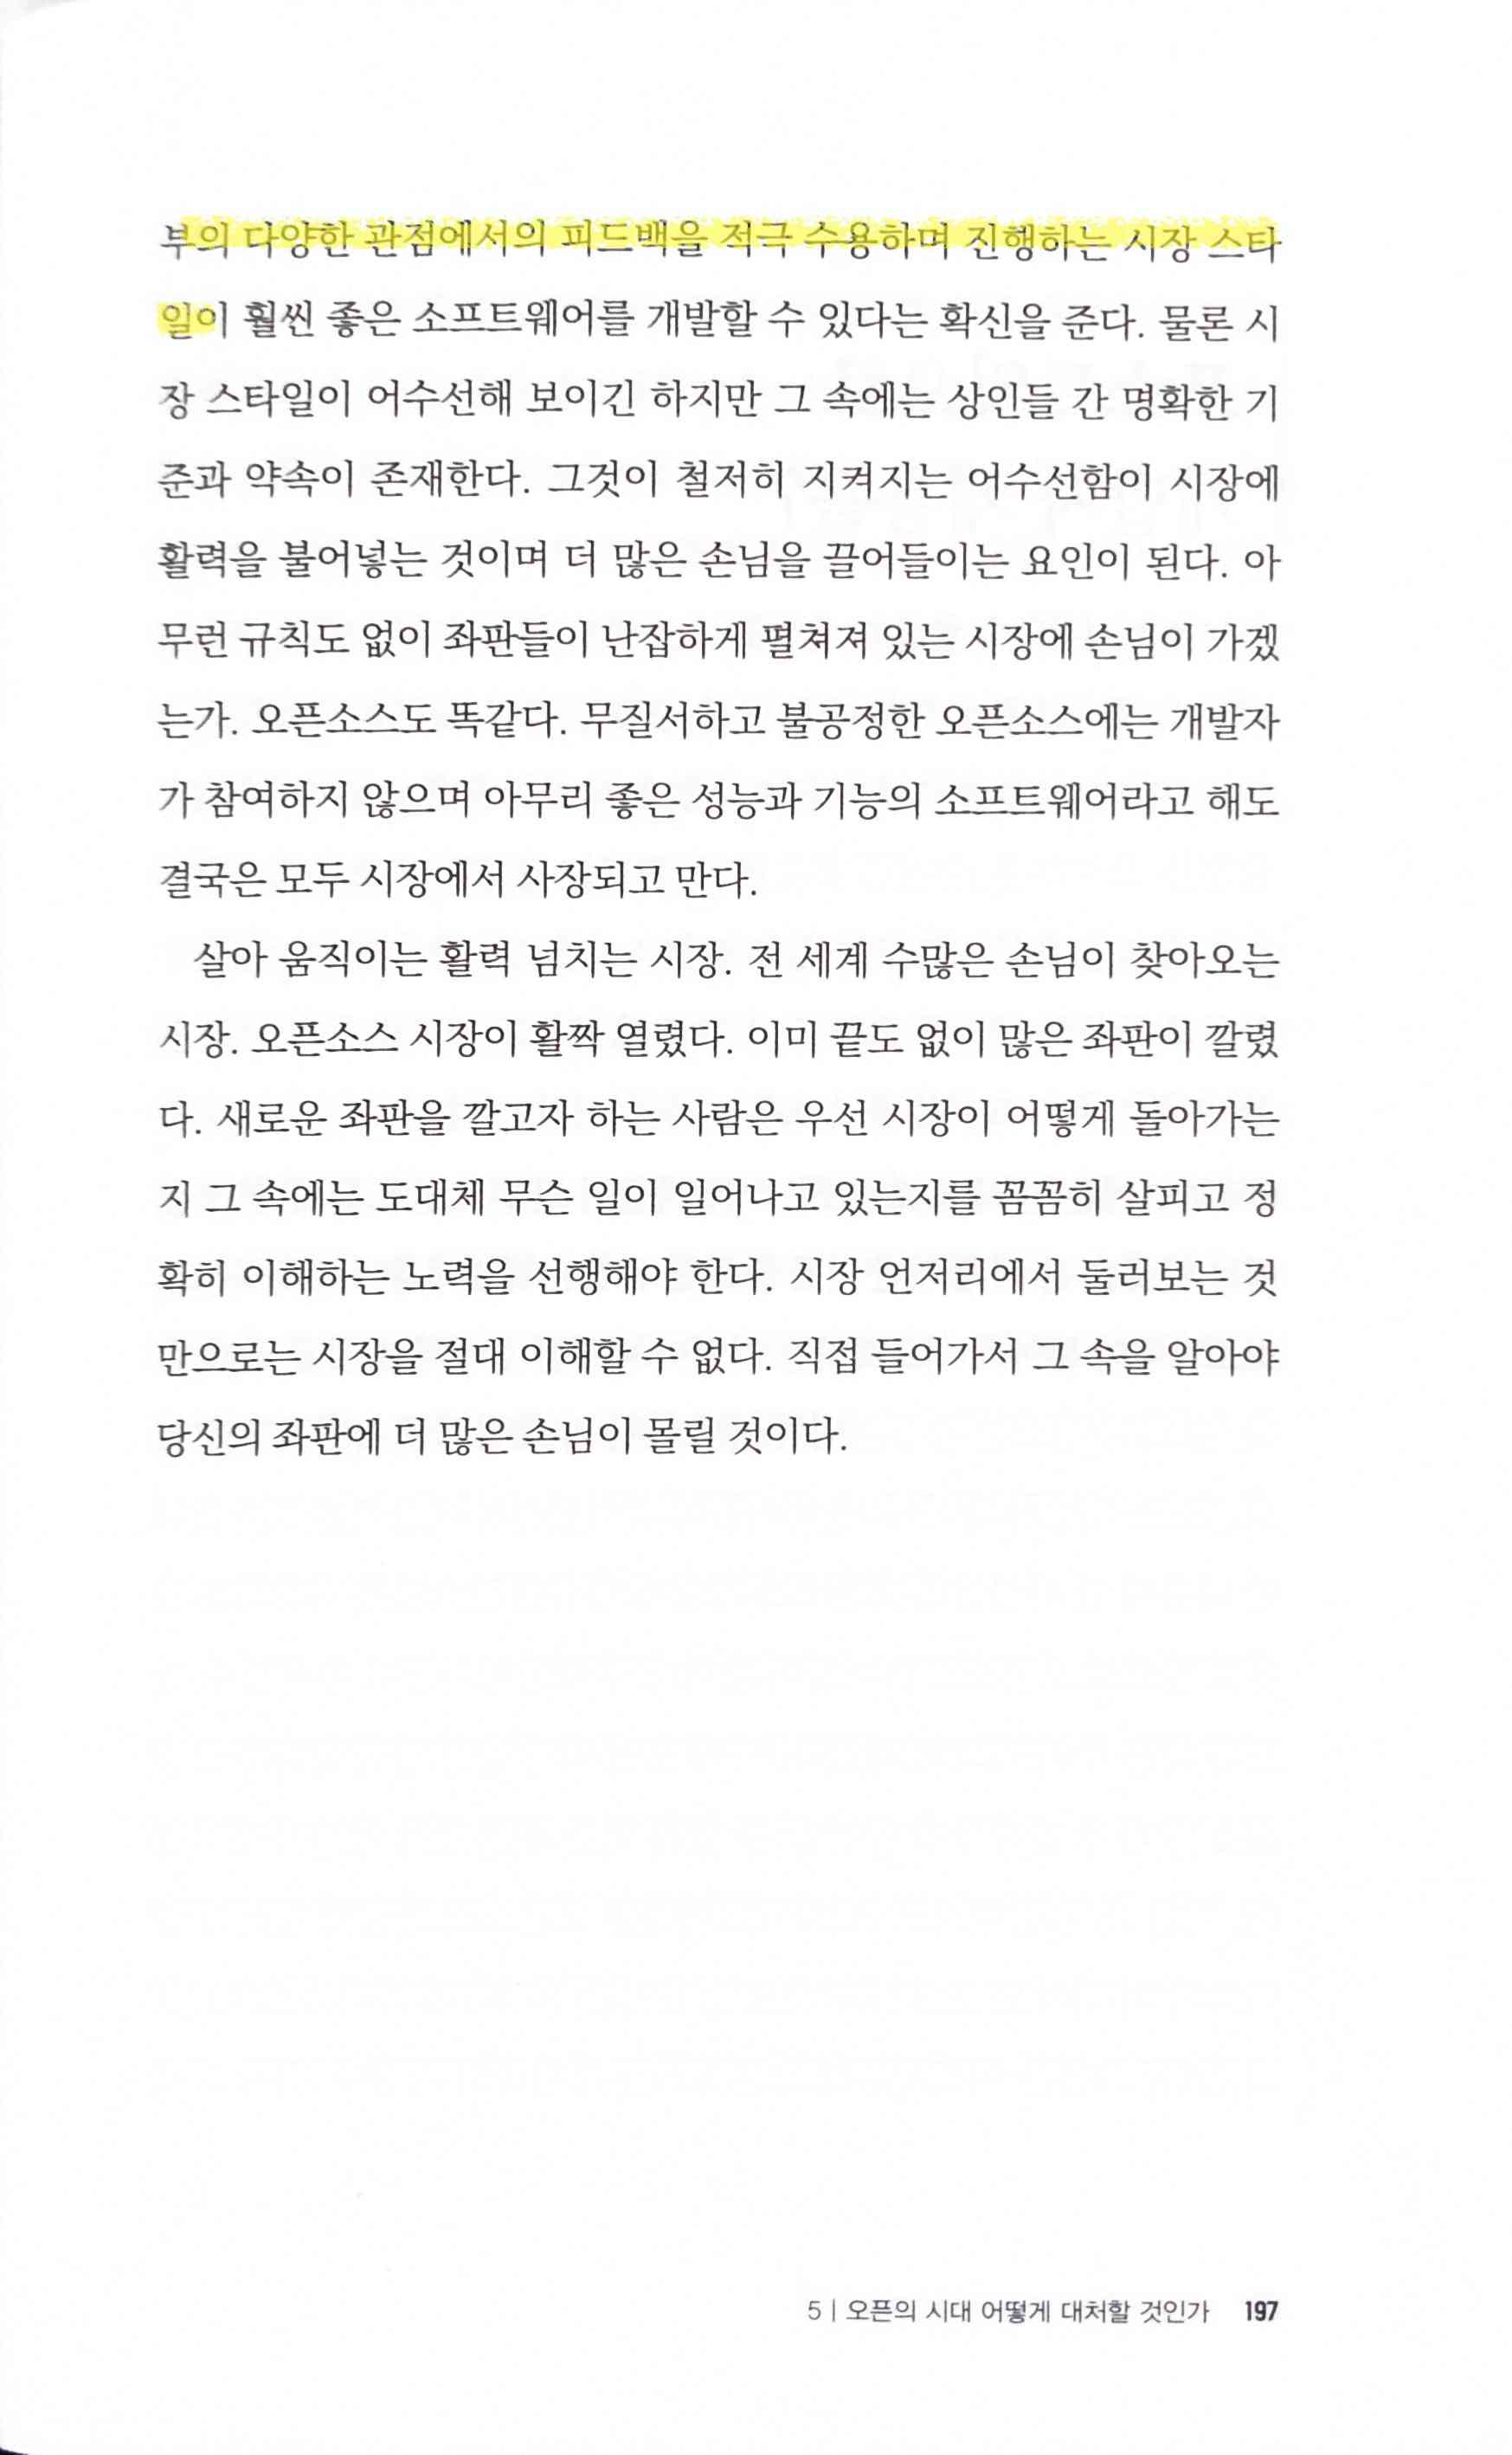 부의 다양한 관점에서의 피드백을 적극 수용하며 진행하는 시장 스타
일이 훨씬 좋은 소프트웨어를 개발할 수 있다는 확신을 준다. 물론 시
장 스타일이 어수선해 보이긴 하지만 그 속에는 상인들 간 명확한 기
준과 약속이 존재한다. 그것이 철저히 지켜지는 어수선함이 시장에
활력을 불어넣는 것이며 더 많은 손님을 끌어들이는 요인이 된다. 아
무런 규칙도 없이 좌판들이 난잡하게 펼쳐져 있는 시장에 손님이 가겠
는가. 오픈소스도 똑같다. 무질서하고 불공정한 오픈소스에는 개발자
가 참여하지 않으며 아무리 좋은 성능과 기능의 소프트웨어라고 해도
결국은 모두 시장에서 사장되고 만다.
살아 움직이는 활력 넘치는 시장. 전 세계 수많은 손님이 찾아오는
시장. 오픈소스 시장이 활짝 열렸다. 이미 끝도 없이 많은 좌판이 깔렸
다. 새로운 좌판을 깔고자 하는 사람은 우선 시장이 어떻게 돌아가는
지 그 속에는 도대체 무슨 일이 일어나고 있는지를 꼼꼼히 살피고 정
확히 이해하는 노력을 선행해야 한다. 시장 언저리에서 둘러보는 것
만으로는 시장을 절대 이해할 수 없다. 직접 들어가서 그 속을 알아야
당신의 좌판에 더 많은 손님이 몰릴 것이다.
5 | 오픈의 시대 어떻게 대처할 것인가 197